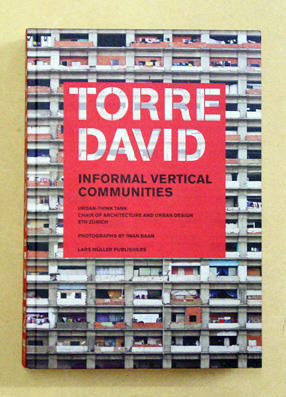 TORRE
DAVID
INFORMAL VERTICAL
COMMUNITIES
URBAN-THINK TANK
CHAIR OF ARCHITECTURE AND URBAN DESIGN
ETH ZÜRICH
PHOTOGRAPHS BY IWAN BAAN
LARS MÜLLER PUBLISHERS